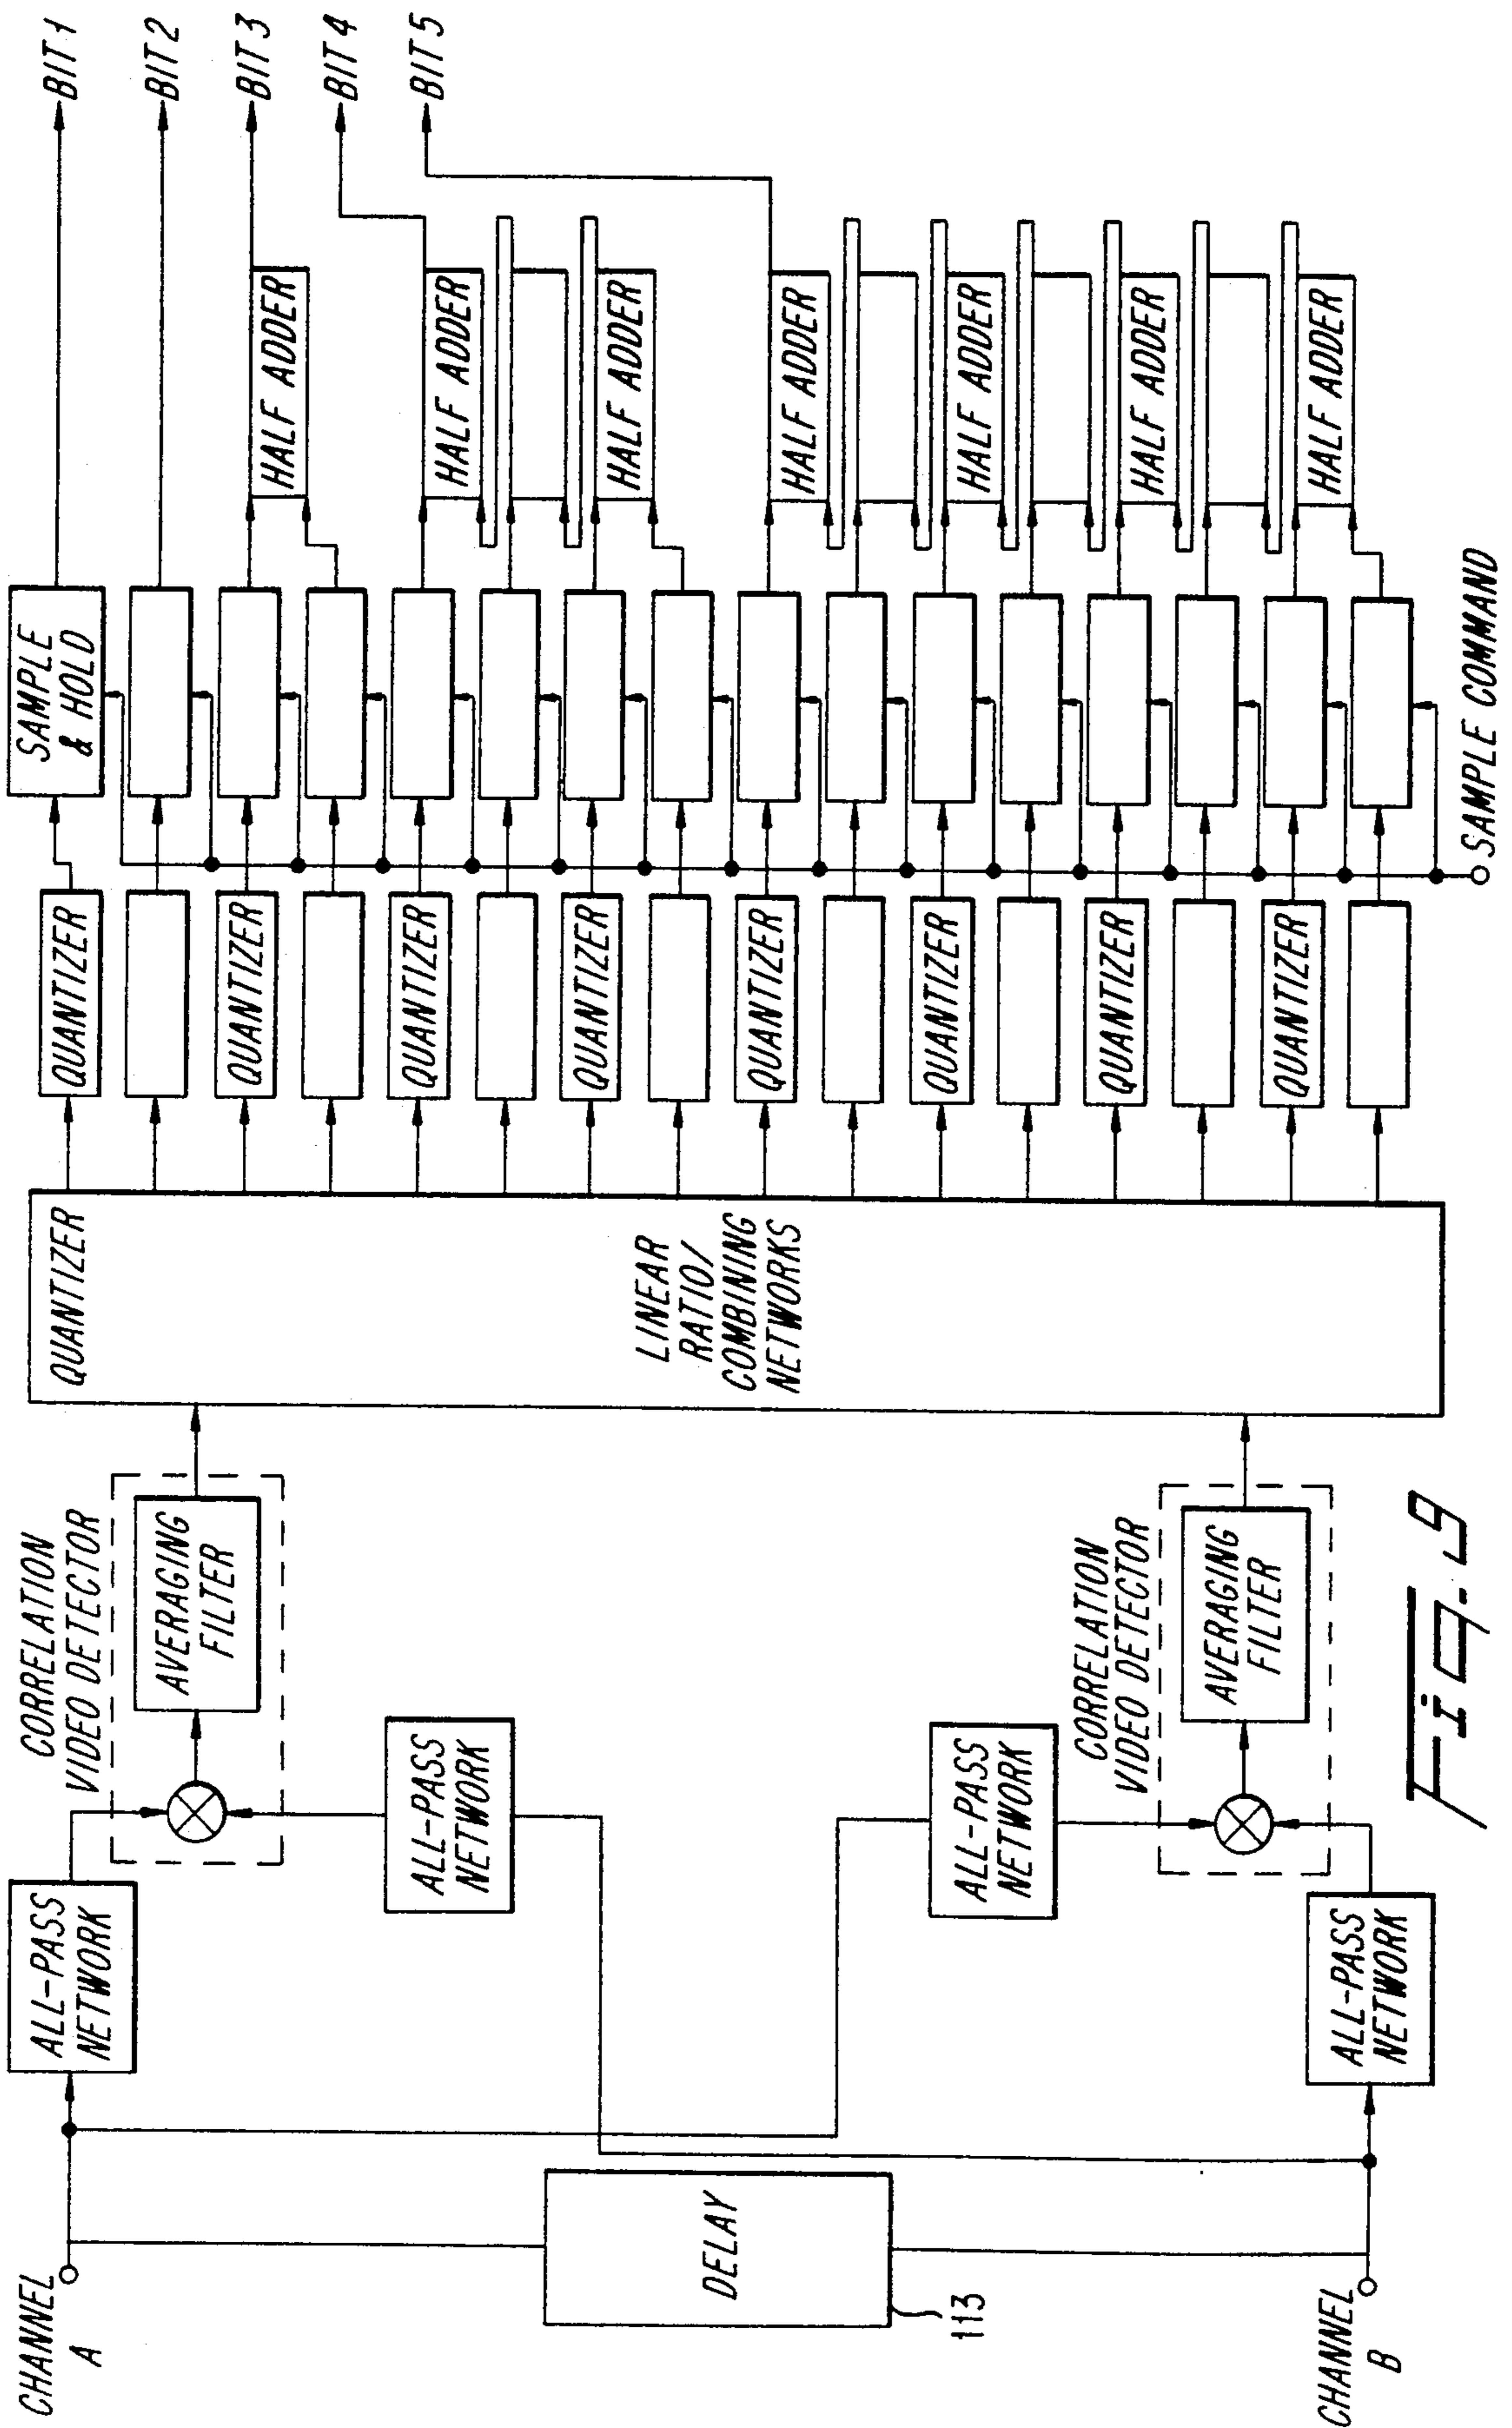 CHANNEL
A
CHANNEL
B
DELAY
113
ALL-PASS
NETWORK
ALL-PASS
NETWORK
ALL-PASS
NETWORK
ALL-PASS
NETWORK
CORRELATION
VIDEO DETECTOR
AVERAGING
FILTER
CORRELATION
VIDEO DETECTOR
AVERAGING
FILTER
QUANTIZER
LINEAR
RATIO/
COMBINING
NETWORKS
QUANTIZER
QUANTIZER
QUANTIZER
QUANTIZER
QUANTIZER
QUANTIZER
QUANTIZER
QUANTIZER
SAMPLE
& HOLD
SAMPLE COMMAND
HALF ADDER
HALF ADDER
HALF ADDER
HALF ADDER
HALF ADDER
HALF ADDER
HALF ADDER
BIT 1
BIT 2
BIT 3
BIT 4
BIT 5
Fig. 9